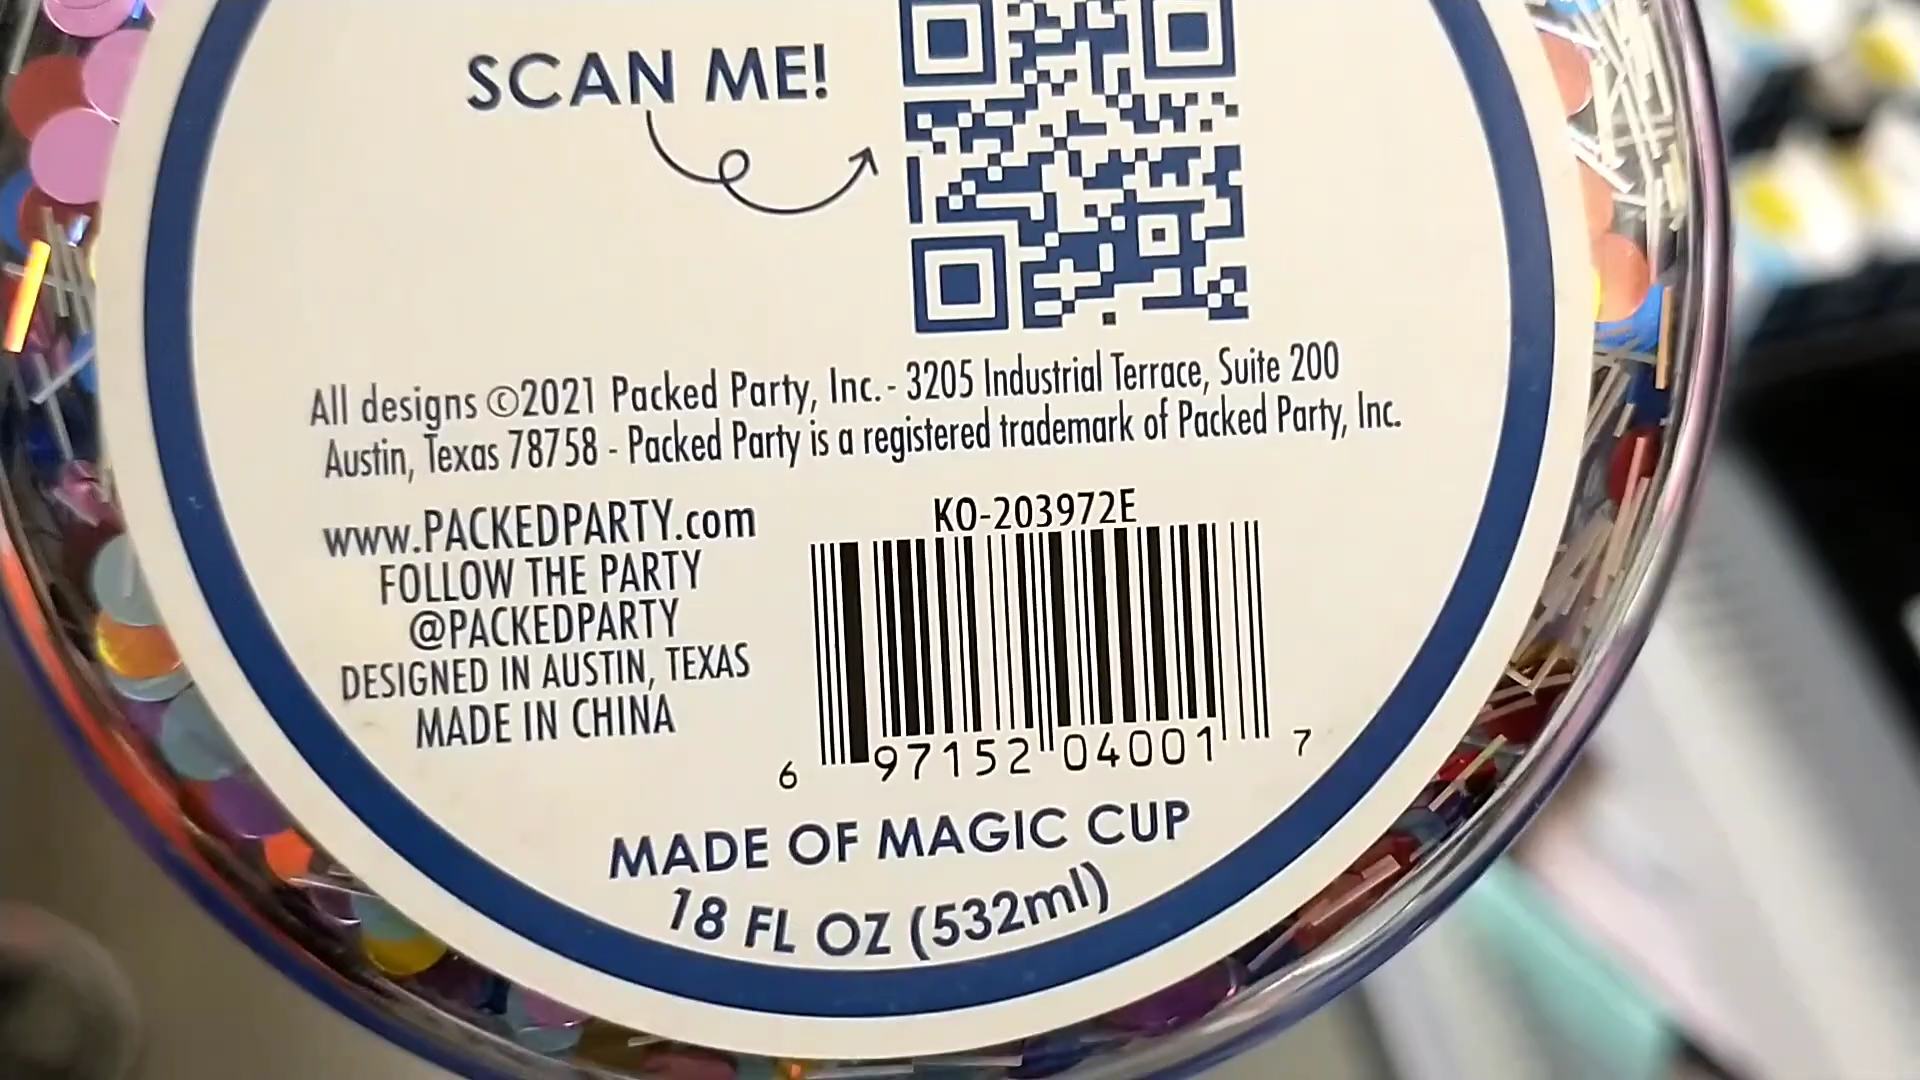 SCAN ME!
All designs ©2021 Packed Party, Inc. - 3205 Industrial Terrace, Suite 200
Austin, Texas 78758 - Packed Party is a registered trademark of Packed Party, Inc.
www.PACKEDPARTY.com
FOLLOW THE PARTY
@PACKEDPARTY
DESIGNED IN AUSTIN, TEXAS
MADE IN CHINA
KO-203972E
6 97152 04001 7
MADE OF MAGIC CUP
18 FL OZ (532ml)